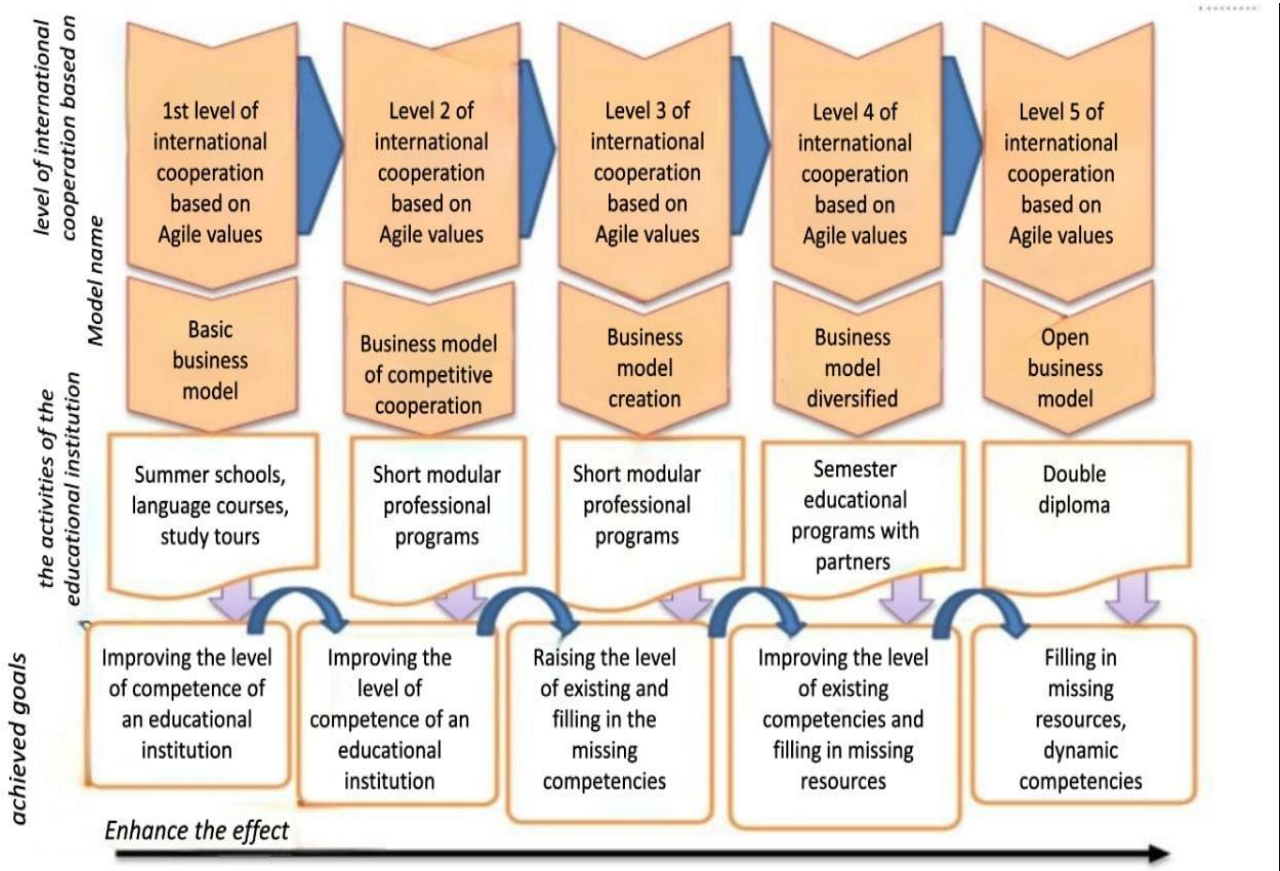 level of international
cooperation based on
1st level of
international
cooperation
based on
Agile values
Level 2 of
international
cooperation
based on
Agile values
Level 3 of
international
cooperation
based on
Agile values
Level 4 of
international
cooperation
based on
Agile values
Level 5 of
international
cooperation
based on
Agile values
Model name
Basic
business
model
Business model
of competitive
cooperation
Business
model
creation
Business
model
diversified
Open
business
model
the activities of the
educational institution
Summer schools,
language courses,
study tours
Short modular
professional
programs
Short modular
professional
programs
Semester
educational
programs with
partners
Double
diploma
achieved goals
Improving the level
of competence of
an educational
institution
Improving the
level of
competence of an
educational
institution
Raising the level
of existing and
filling in the
missing
competencies
Improving the level
of existing
competencies and
filling in missing
resources
Filling in
missing
resources,
dynamic
competencies
Enhance the effect